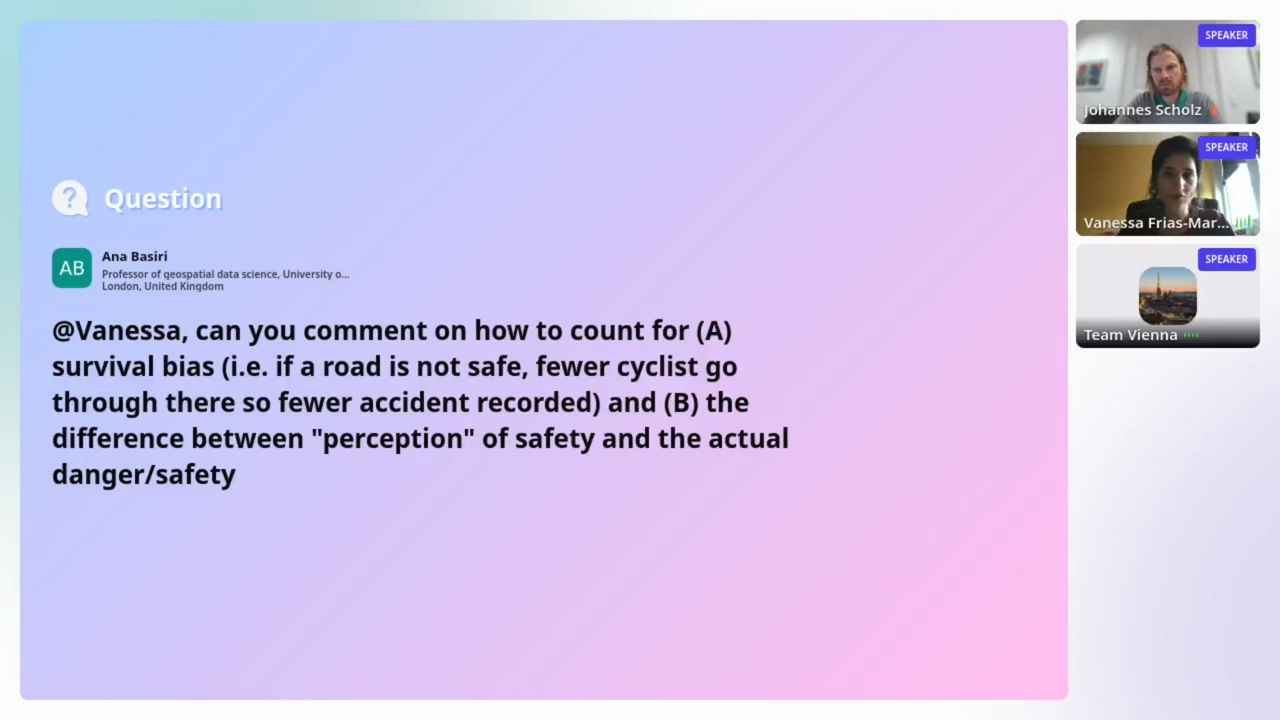 Question
AB
Ana Basiri
Professor of geospatial data science, University o...
London, United Kingdom
@Vanessa, can you comment on how to count for (A)
survival bias (i.e. if a road is not safe, fewer cyclist go
through there so fewer accident recorded) and (B) the
difference between "perception" of safety and the actual
danger/safety
SPEAKER
Johannes Scholz
SPEAKER
Vanessa Frias-Mar...
SPEAKER
Team Vienna